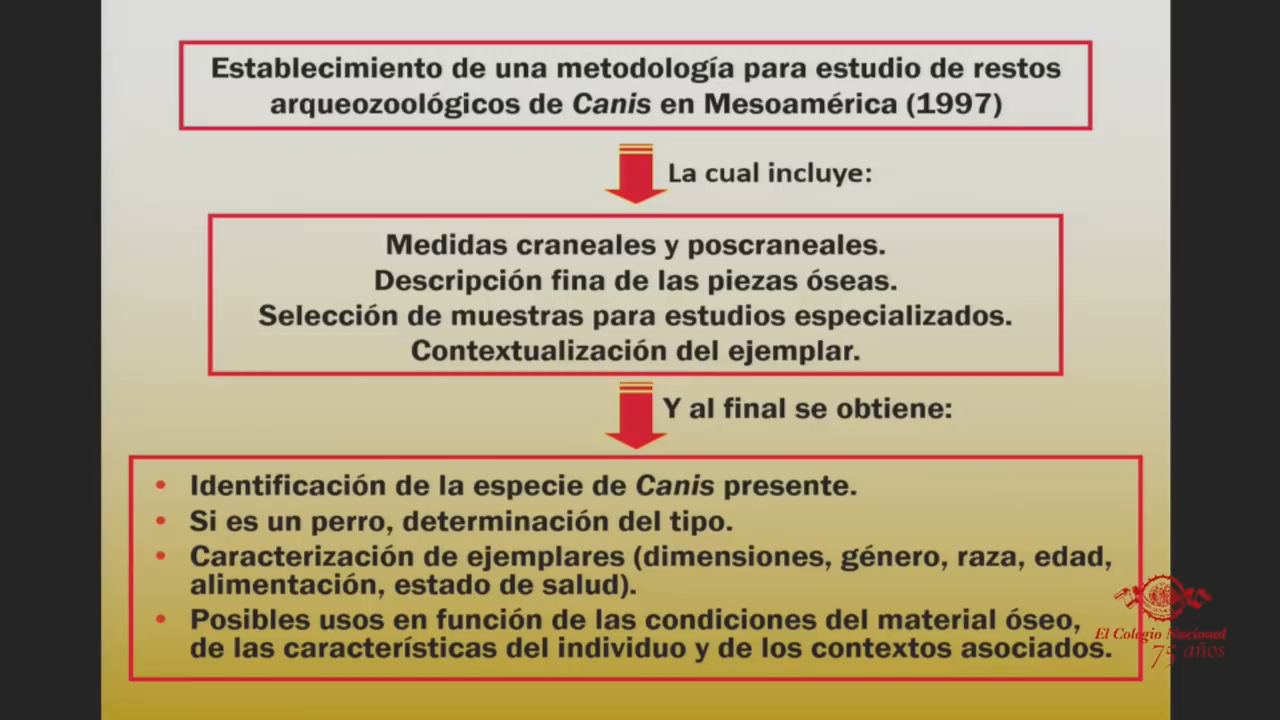 Establecimiento de una metodología para estudio de restos
arqueozoológicos de Canis en Mesoamérica (1997)
La cual incluye:
Medidas craneales y poscraneales.
Descripción fina de las piezas óseas.
Selección de muestras para estudios especializados.
Contextualización del ejemplar.
Y al final se obtiene:
• Identificación de la especie de Canis presente.
• Si es un perro, determinación del tipo.
• Caracterización de ejemplares (dimensiones, género, raza, edad,
alimentación, estado de salud).
• Posibles usos en función de las condiciones del material óseo,
de las características del individuo y de los contextos asociados.
El Colegio Nacional
75 años